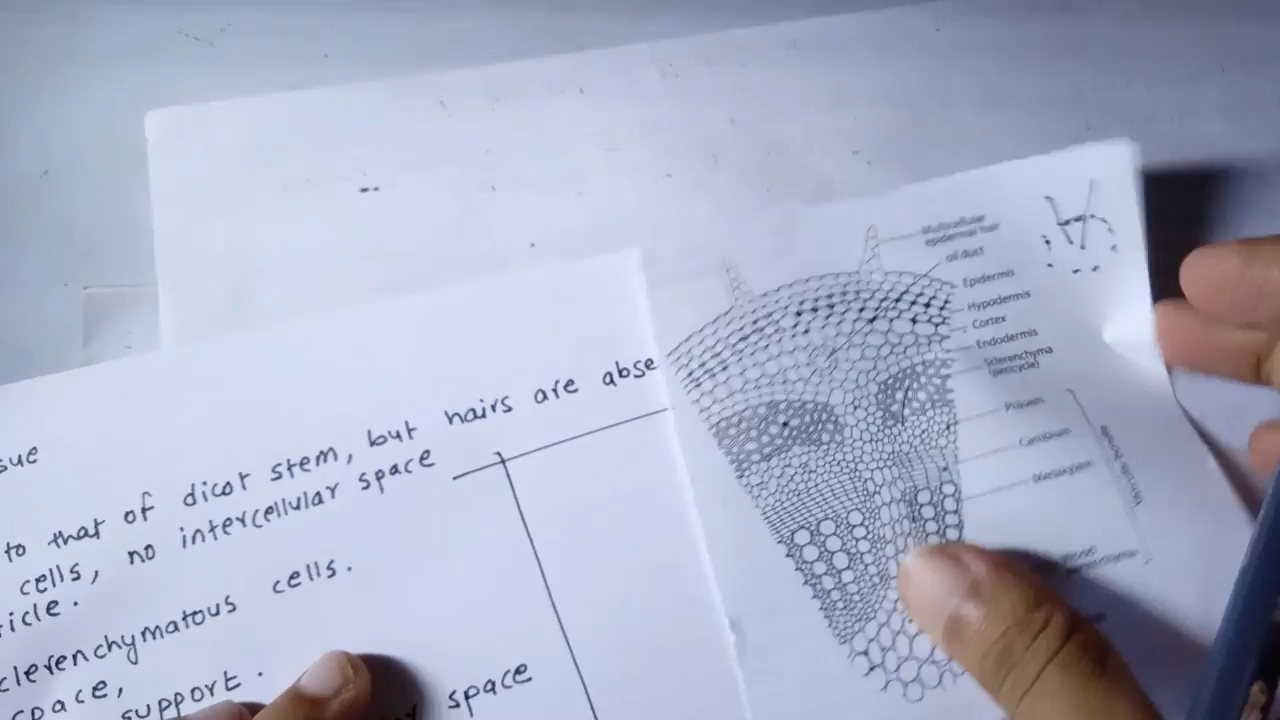 sue
to that of dicot stem, but hairs are abse
cells, no intercellular space
icle.
clerenchymatous cells.
space,
support.
space
Multicellular
epidermal hair
oil duct
Epidermis
Hypodermis
Cortex
Endodermis
Sclerenchyma
(pericycle)
Phloem
Cambium
Metaxylem